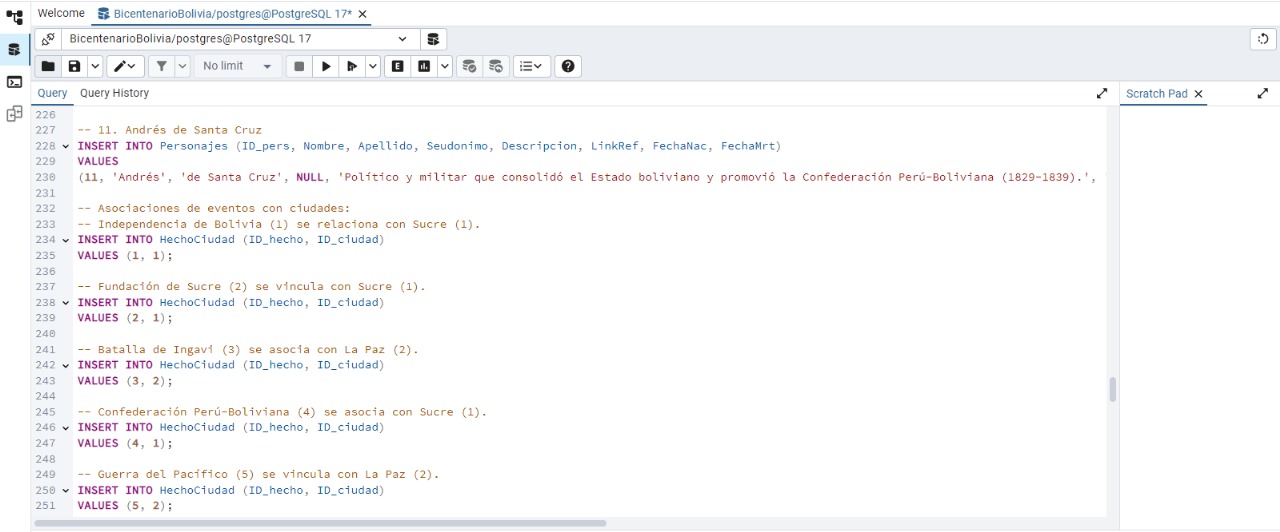 Welcome
BicentenarioBolivia/postgres@PostgreSQL 17*
BicentenarioBolivia/postgres@PostgreSQL 17
No limit
E
Query
Query History
Scratch Pad
226
227 -- 11. Andrés de Santa Cruz
228 INSERT INTO Personajes (ID_pers, Nombre, Apellido, Seudonimo, Descripcion, LinkRef, FechaNac, FechaMrt)
229 VALUES
230 (11, 'Andrés', 'de Santa Cruz', NULL, 'Político y militar que consolidó el Estado boliviano y promovió la Confederación Perú-Boliviana (1829-1839).', '
231
232 -- Asociaciones de eventos con ciudades:
233 -- Independencia de Bolivia (1) se relaciona con Sucre (1).
234 INSERT INTO HechoCiudad (ID_hecho, ID_ciudad)
235 VALUES (1, 1);
236
237 -- Fundación de Sucre (2) se vincula con Sucre (1).
238 INSERT INTO HechoCiudad (ID_hecho, ID_ciudad)
239 VALUES (2, 1);
240
241 -- Batalla de Ingavi (3) se asocia con La Paz (2).
242 INSERT INTO HechoCiudad (ID_hecho, ID_ciudad)
243 VALUES (3, 2);
244
245 -- Confederación Perú-Boliviana (4) se asocia con Sucre (1).
246 INSERT INTO HechoCiudad (ID_hecho, ID_ciudad)
247 VALUES (4, 1);
248
249 -- Guerra del Pacífico (5) se vincula con La Paz (2).
250 INSERT INTO HechoCiudad (ID_hecho, ID_ciudad)
251 VALUES (5, 2);